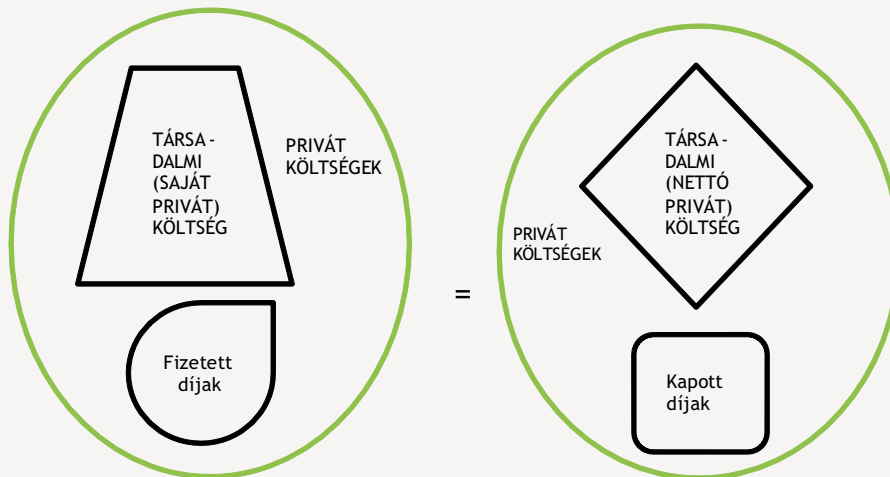 TÁRSA -
DALMI
(SAJÁT
PRIVÁT)
KÖLTSÉG
PRIVÁT
KÖLTSÉGEK
Fizetett
díjak
=
TÁRSA -
DALMI
(NETTÓ
PRIVÁT)
KÖLTSÉG
PRIVÁT
KÖLTSÉGEK
Kapott
díjak